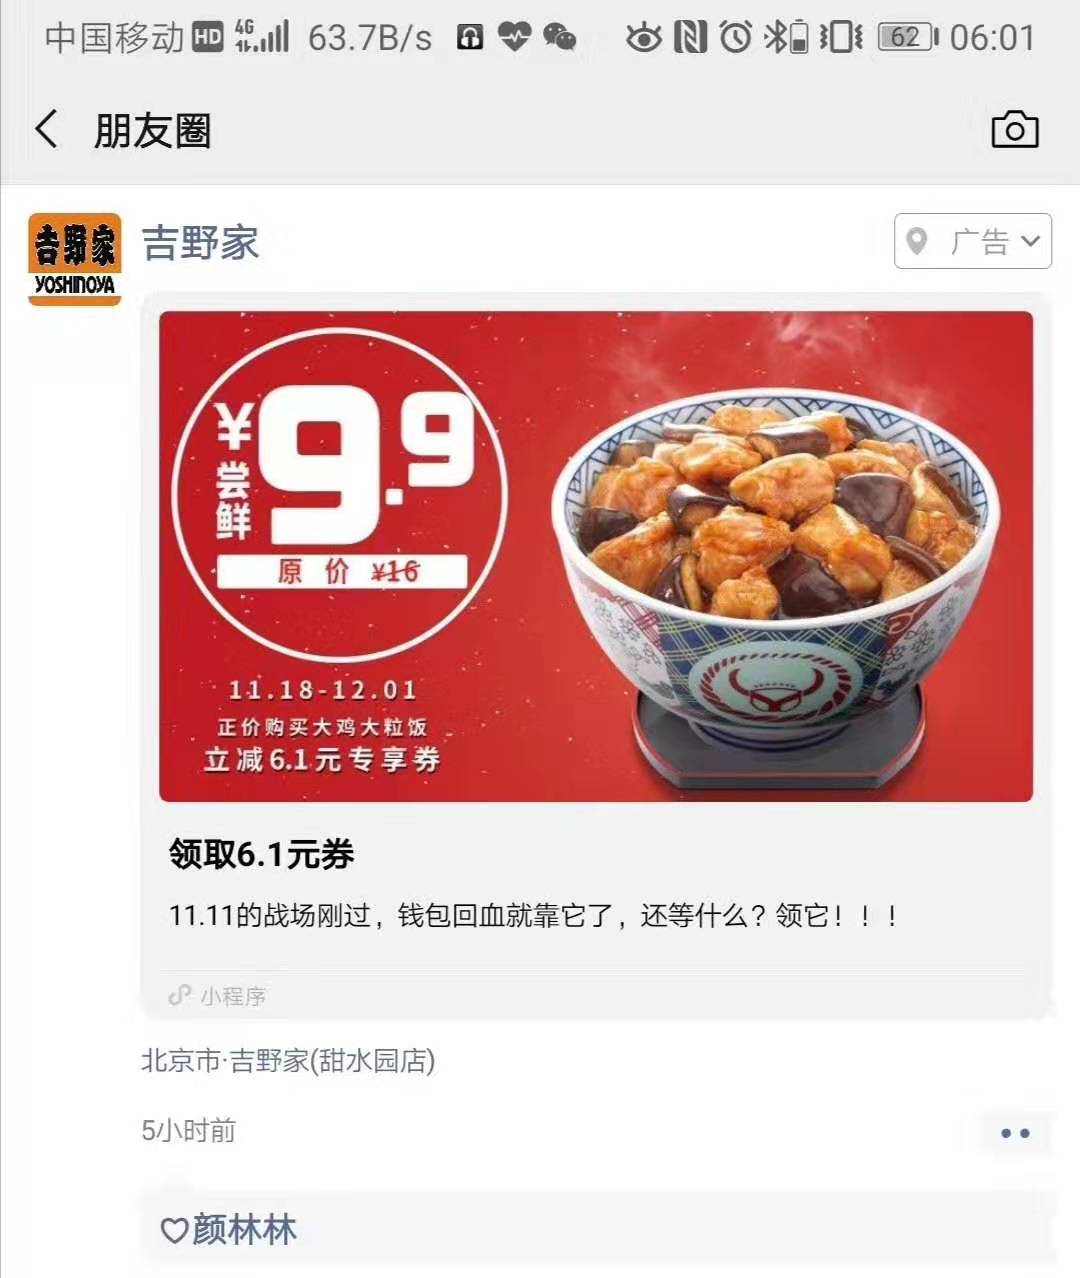 中国移动 HD 4G 63.7B/s 62 06:01
朋友圈
吉野家 YOSHINOYA
吉野家
广告
¥9.9
尝鲜
原价 ¥16
11.18-12.01
正价购买大鸡大粒饭
立减6.1元专享券
领取6.1元券
11.11的战场刚过，钱包回血就靠它了，还等什么？领它！！！
小程序
北京市·吉野家(甜水园店)
5小时前
颜林林